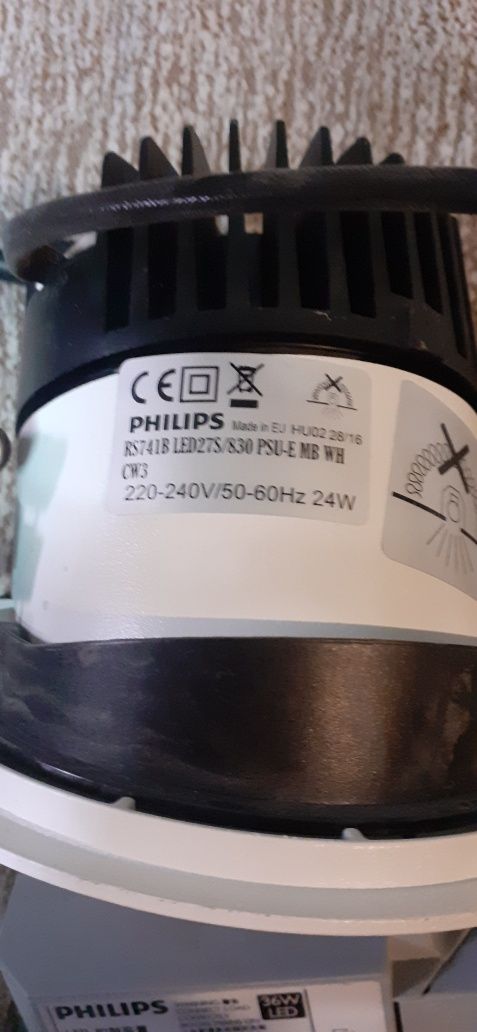 CE
PHILIPS Made in EU HU02 28/16
RS741B LED27S/830 PSU-E MB WH
CW3
220-240V/50-60Hz 24W
PHILIPS
36W
LED